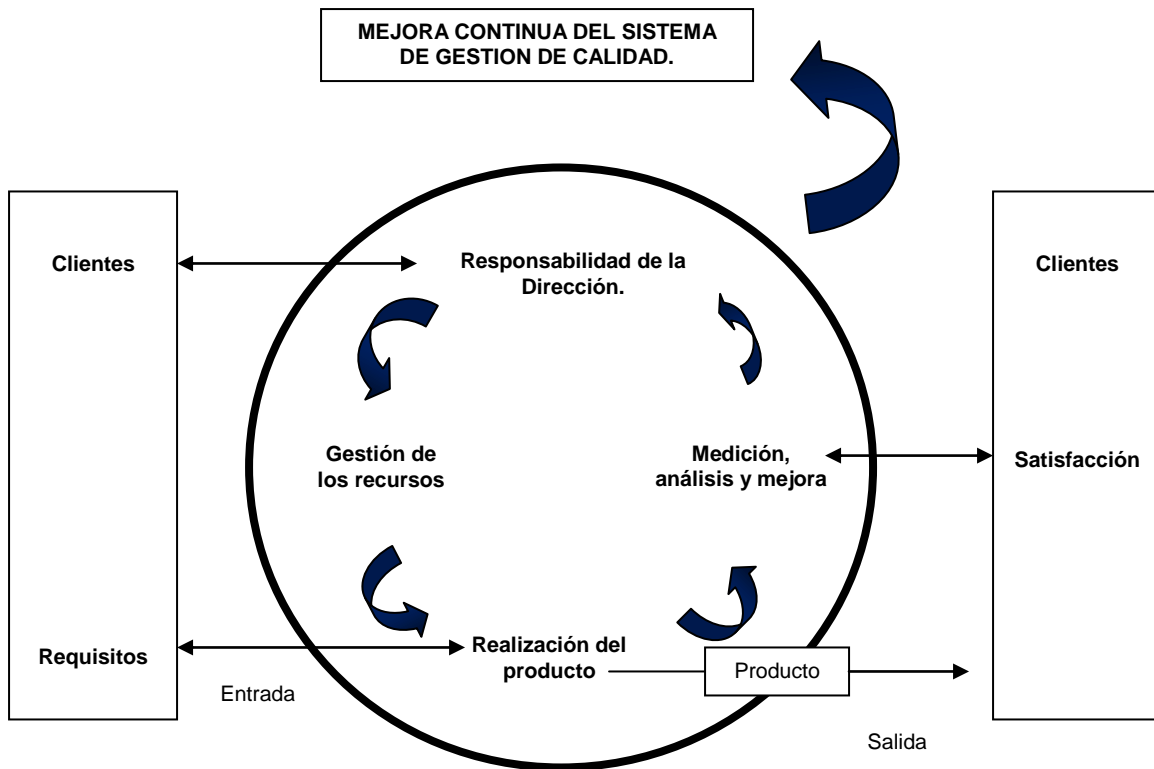 MEJORA CONTINUA DEL SISTEMA
DE GESTION DE CALIDAD.
Clientes
Responsabilidad de la
Dirección.
Clientes
Gestión de
los recursos
Medición,
análisis y mejora
Satisfacción
Requisitos
Realización del
producto
Producto
Entrada
Salida